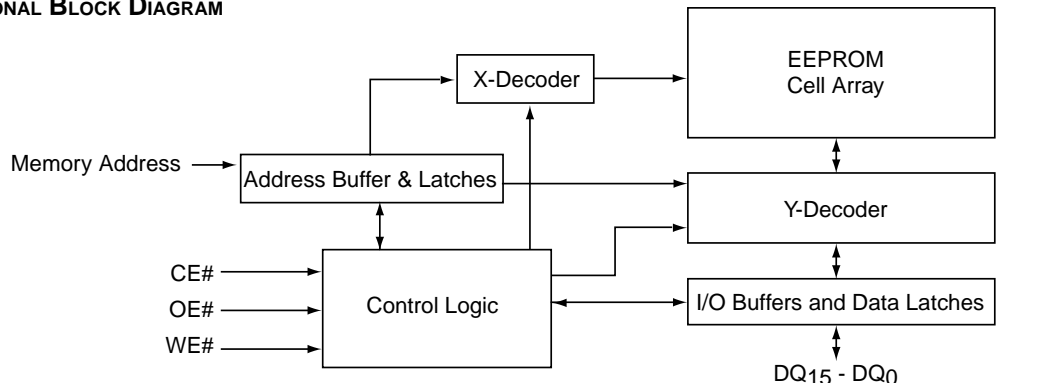 ONAL BLOCK DIAGRAM
EEPROM
Cell Array
X-Decoder
Memory Address
Address Buffer & Latches
Y-Decoder
CE#
OE#
WE#
Control Logic
I/O Buffers and Data Latches
DQ15 - DQ0